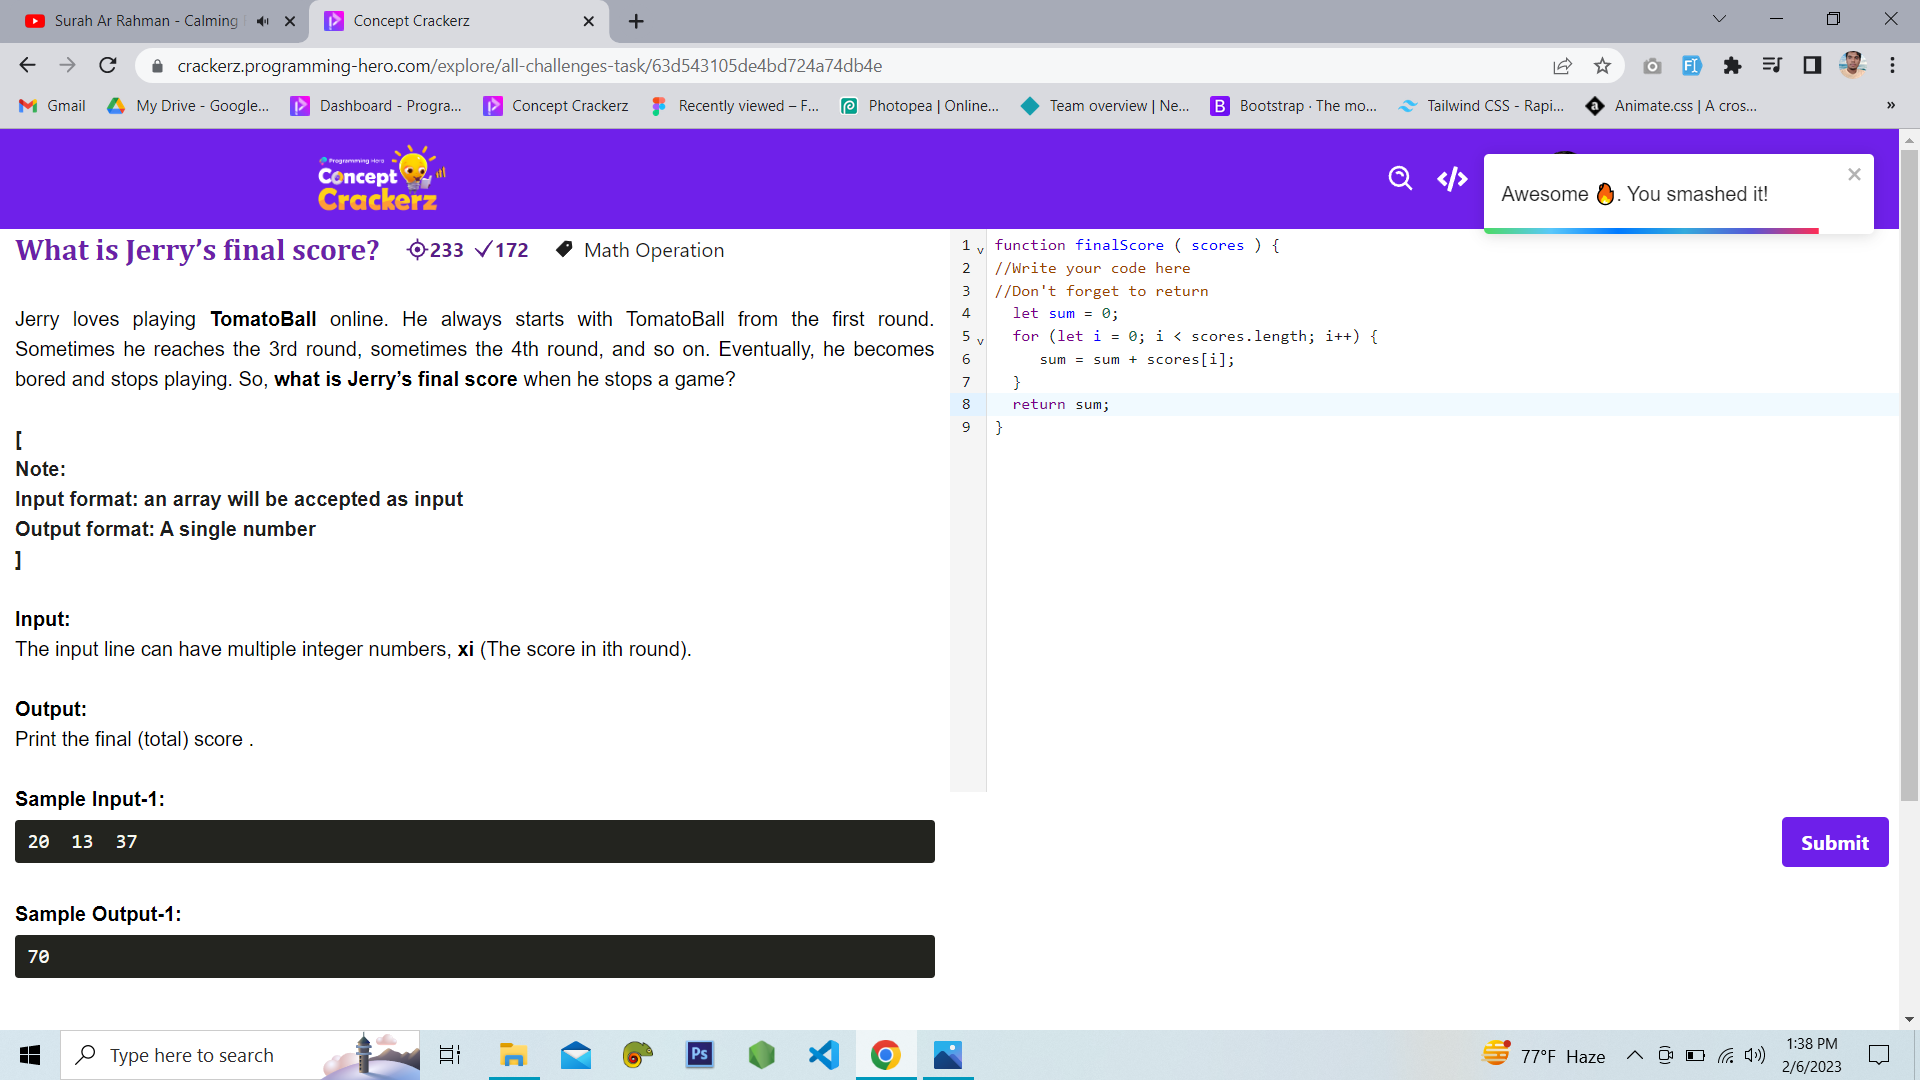 Surah Ar Rahman - Calming
Concept Crackerz
crackerz.programming-hero.com/explore/all-challenges-task/63d543105de4bd724a74db4e
Gmail
My Drive - Google...
Dashboard - Progra...
Concept Crackerz
Recently viewed – F...
Photopea | Online...
Team overview | Ne...
Bootstrap · The mo...
Tailwind CSS - Rapi...
Animate.css | A cros...
»
Programming Hero
Concept
Crackerz
</>
Awesome 🔥. You smashed it!
What is Jerry’s final score?
233
172
Math Operation
Jerry loves playing TomatoBall online. He always starts with TomatoBall from the first round.
Sometimes he reaches the 3rd round, sometimes the 4th round, and so on. Eventually, he becomes
bored and stops playing. So, what is Jerry’s final score when he stops a game?
[
Note:
Input format: an array will be accepted as input
Output format: A single number
]
Input:
The input line can have multiple integer numbers, xi (The score in ith round).
Output:
Print the final (total) score .
Sample Input-1:
20  13  37
Sample Output-1:
70
1 function finalScore ( scores ) {
2 //Write your code here
3 //Don't forget to return
4   let sum = 0;
5   for (let i = 0; i < scores.length; i++) {
6      sum = sum + scores[i];
7   }
8   return sum;
9 }
Submit
Type here to search
Ps
77°F Haze
1:38 PM
2/6/2023